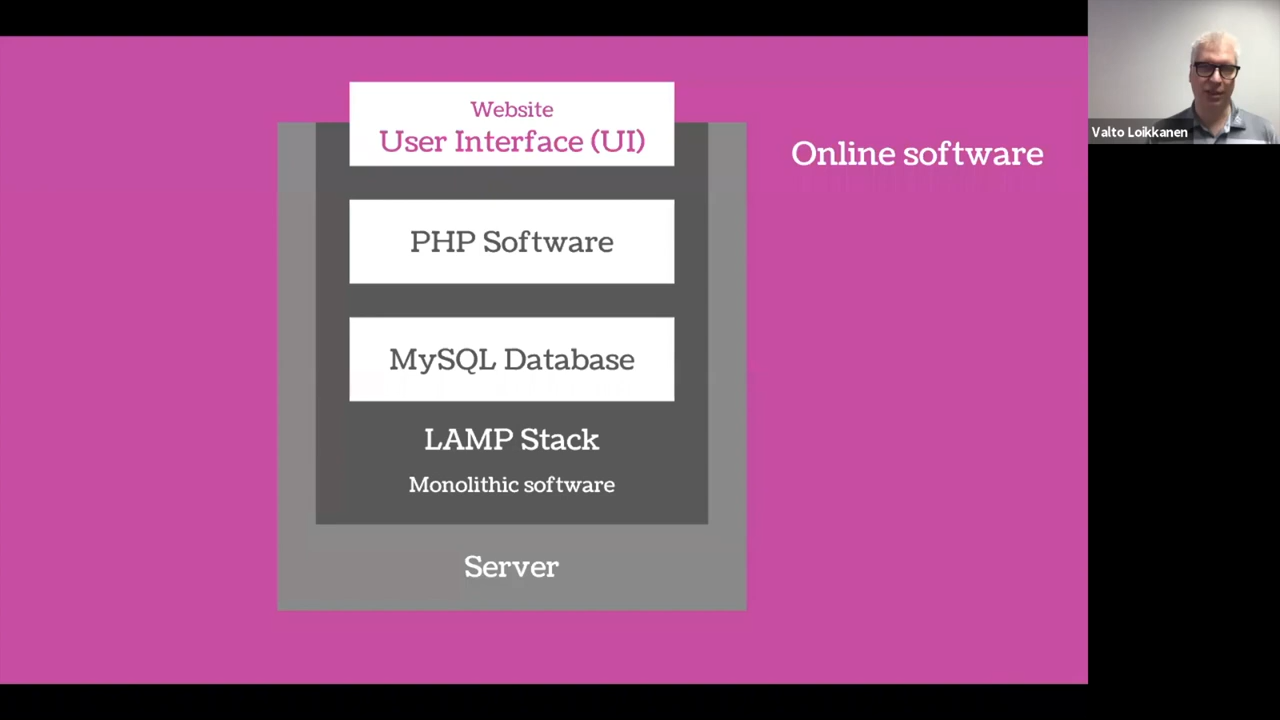 Website
User Interface (UI)
Online software
PHP Software
MySQL Database
LAMP Stack
Monolithic software
Server
Valto Loikkanen